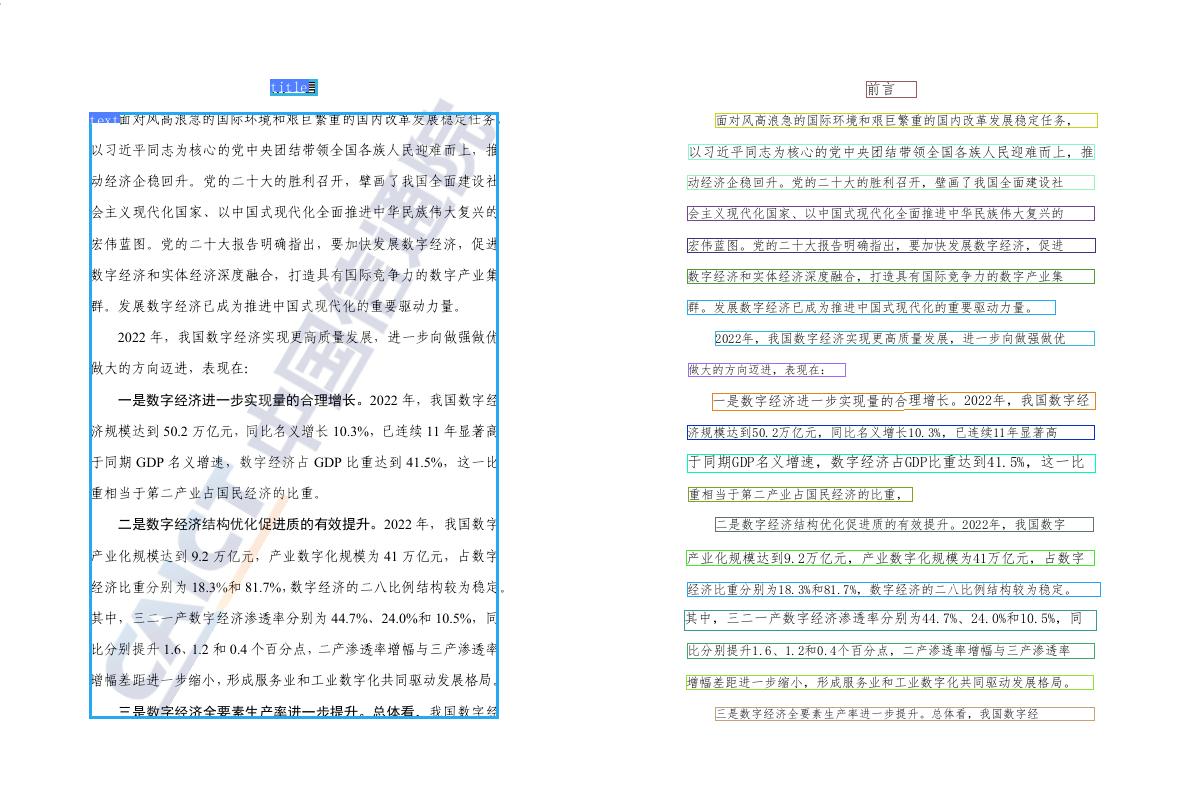 title
text面对风高浪急的国际环境和艰巨繁重的国内改革发展稳定任务,
以习近平同志为核心的党中央团结带领全国各族人民迎难而上，推
动经济企稳回升。党的二十大的胜利召开，擘画了我国全面建设社
会主义现代化国家、以中国式现代化全面推进中华民族伟大复兴的
宏伟蓝图。党的二十大报告明确指出，要加快发展数字经济，促进
数字经济和实体经济深度融合，打造具有国际竞争力的数字产业集
群。发展数字经济已成为推进中国式现代化的重要驱动力量。
2022 年，我国数字经济实现更高质量发展，进一步向做强做优
做大的方向迈进，表现在：
一是数字经济进一步实现量的合理增长。2022 年，我国数字经
济规模达到 50.2 万亿元，同比名义增长 10.3%，已连续 11 年显著高
于同期 GDP 名义增速，数字经济占 GDP 比重达到 41.5%，这一比
重相当于第二产业占国民经济的比重。
二是数字经济结构优化促进质的有效提升。2022 年，我国数字
产业化规模达到 9.2 万亿元，产业数字化规模为 41 万亿元，占数字
经济比重分别为 18.3%和 81.7%，数字经济的二八比例结构较为稳定。
其中，三二一产数字经济渗透率分别为 44.7%、24.0%和 10.5%，同
比分别提升 1.6、1.2 和 0.4 个百分点，二产渗透率增幅与三产渗透率
增幅差距进一步缩小，形成服务业和工业数字化共同驱动发展格局。
三是数字经济全要素生产率进一步提升。总体看，我国数字经
CAICT 中国信通院
前言
面对风高浪急的国际环境和艰巨繁重的国内改革发展稳定任务，
以习近平同志为核心的党中央团结带领全国各族人民迎难而上，推
动经济企稳回升。党的二十大的胜利召开，擘画了我国全面建设社
会主义现代化国家、以中国式现代化全面推进中华民族伟大复兴的
宏伟蓝图。党的二十大报告明确指出，要加快发展数字经济，促进
数字经济和实体经济深度融合，打造具有国际竞争力的数字产业集
群。发展数字经济已成为推进中国式现代化的重要驱动力量。
2022年，我国数字经济实现更高质量发展，进一步向做强做优
做大的方向迈进，表现在：
一是数字经济进一步实现量的合理增长。2022年，我国数字经
济规模达到50.2万亿元，同比名义增长10.3%，已连续11年显著高
于同期GDP名义增速，数字经济占GDP比重达到41.5%，这一比
重相当于第二产业占国民经济的比重，
二是数字经济结构优化促进质的有效提升。2022年，我国数字
产业化规模达到9.2万亿元，产业数字化规模为41万亿元，占数字
经济比重分别为18.3%和81.7%，数字经济的二八比例结构较为稳定。
其中，三二一产数字经济渗透率分别为44.7%、24.0%和10.5%，同
比分别提升1.6、1.2和0.4个百分点，二产渗透率增幅与三产渗透率
增幅差距进一步缩小，形成服务业和工业数字化共同驱动发展格局。
三是数字经济全要素生产率进一步提升。总体看，我国数字经